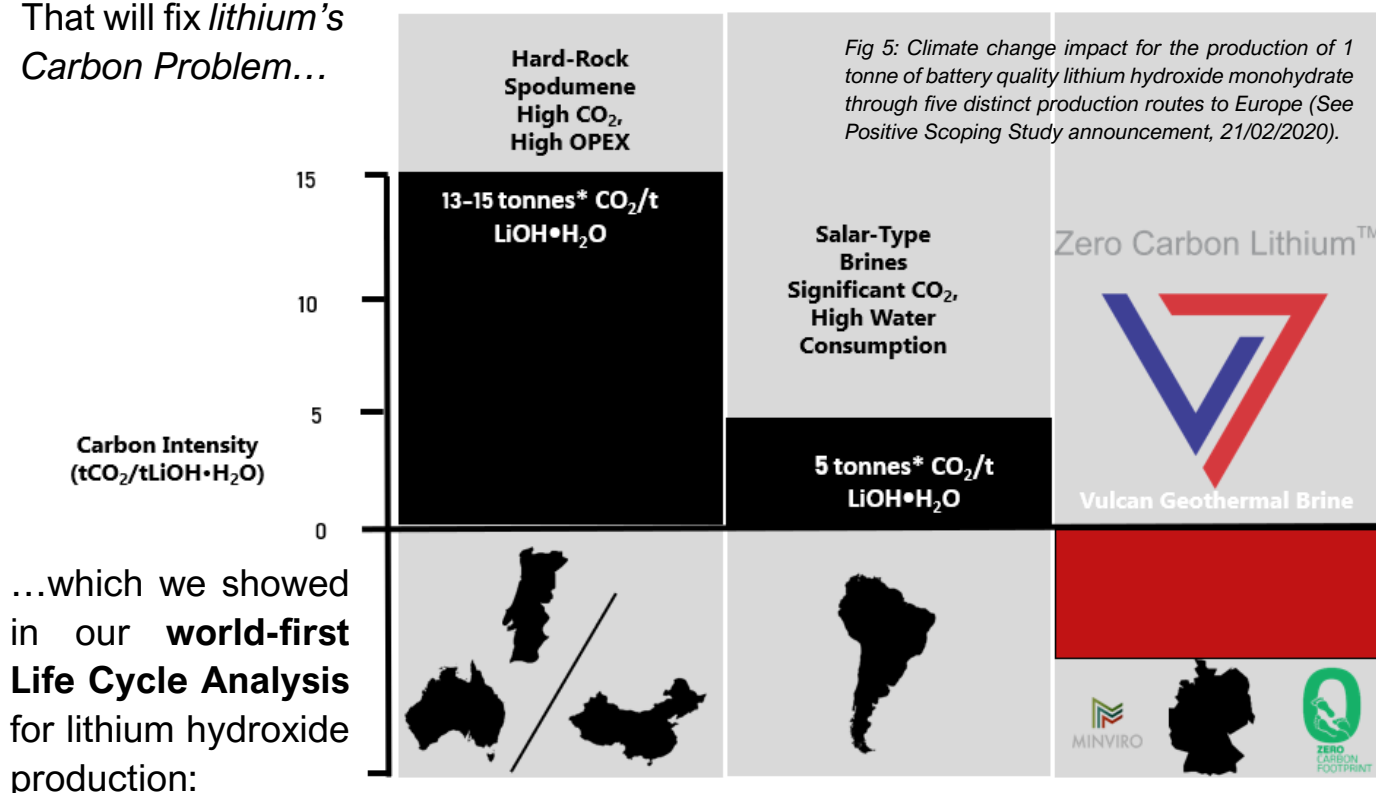 That will fix lithium's
Carbon Problem…
Fig 5: Climate change impact for the production of 1
tonne of battery quality lithium hydroxide monohydrate
through five distinct production routes to Europe (See
Positive Scoping Study announcement, 21/02/2020).
Hard-Rock
Spodumene
High CO₂,
High OPEX
15
10
5
0
Carbon Intensity
(tCO₂/tLiOH•H₂O)
13-15 tonnes* CO₂/t
LiOH•H₂O
Salar-Type
Brines
Significant CO₂,
High Water
Consumption
5 tonnes* CO₂/t
LiOH•H₂O
Zero Carbon Lithium™
Vulcan Geothermal Brine
…which we showed
in our world-first
Life Cycle Analysis
for lithium hydroxide
production:
MINVIRO
ZERO
CARBON
FOOTPRINT